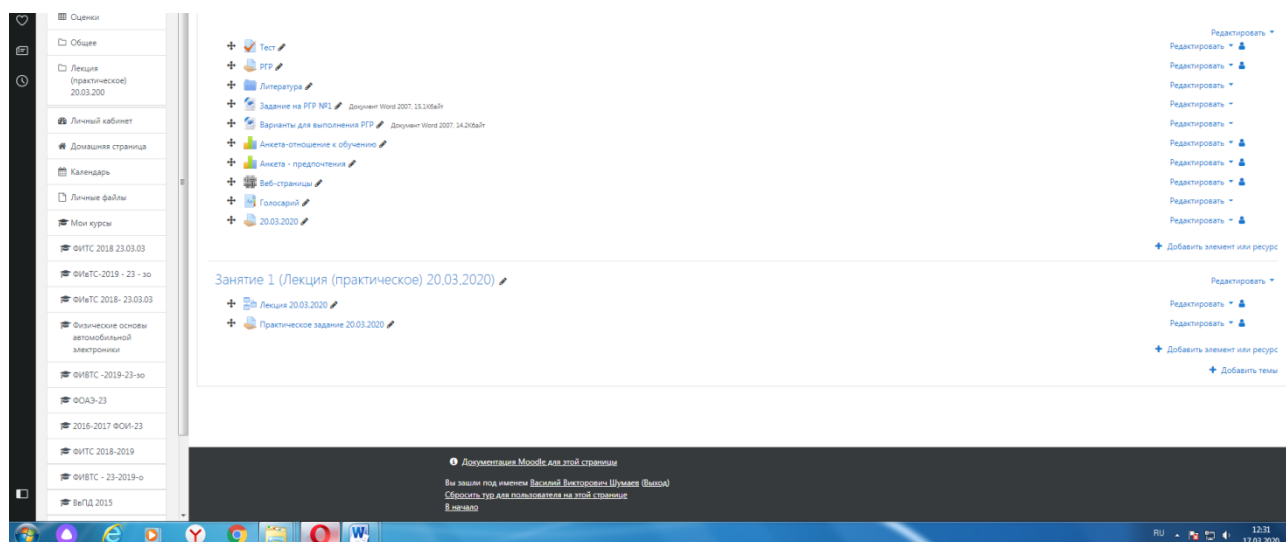 Оценки
Общее
Лекция
(практическое)
20.03.200
Личный кабинет
Домашняя страница
Календарь
Личные файлы
Мои курсы
ФИТС 2018 23.03.03
ФИвТС-2019 - 23 - зо
ФИвТС 2018- 23.03.03
Физические основы
автомобильной
электроники
ФИВТС -2019-23-зо
ФОАЭ-23
2016-2017 ФОИ-23
ФИТС 2018-2019
ФИВТС - 23-2019-о
ВвПД 2015
Редактировать
Тест Редактировать
РГР Редактировать
Литература Редактировать
Задание на РГР №1 Документ Word 2007, 15.1Кбайт Редактировать
Варианты для выполнения РГР Документ Word 2007, 14.2Кбайт Редактировать
Анкета-отношение к обучению Редактировать
Анкета - предпочтения Редактировать
Веб-страницы Редактировать
Голосарий Редактировать
20.03.2020 Редактировать
+ Добавить элемент или ресурс
Занятие 1 (Лекция (практическое) 20.03.2020) Редактировать
Лекция 20.03.2020 Редактировать
Практическое задание 20.03.2020 Редактировать
+ Добавить элемент или ресурс
+ Добавить темы
Документация Moodle для этой страницы
Вы зашли под именем Василий Викторович Шумаев (Выход)
Сбросить тур для пользователя на этой странице
В начало
RU 12:31
17.03.2020